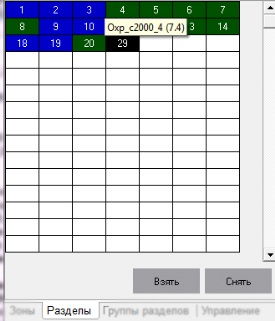 1 2 3 4 5 6 7
8 9 10 Охр_с2000_4 (7.4) 3 14
18 19 20 29
Взять Снять
Зоны Разделы Группы разделов Управление